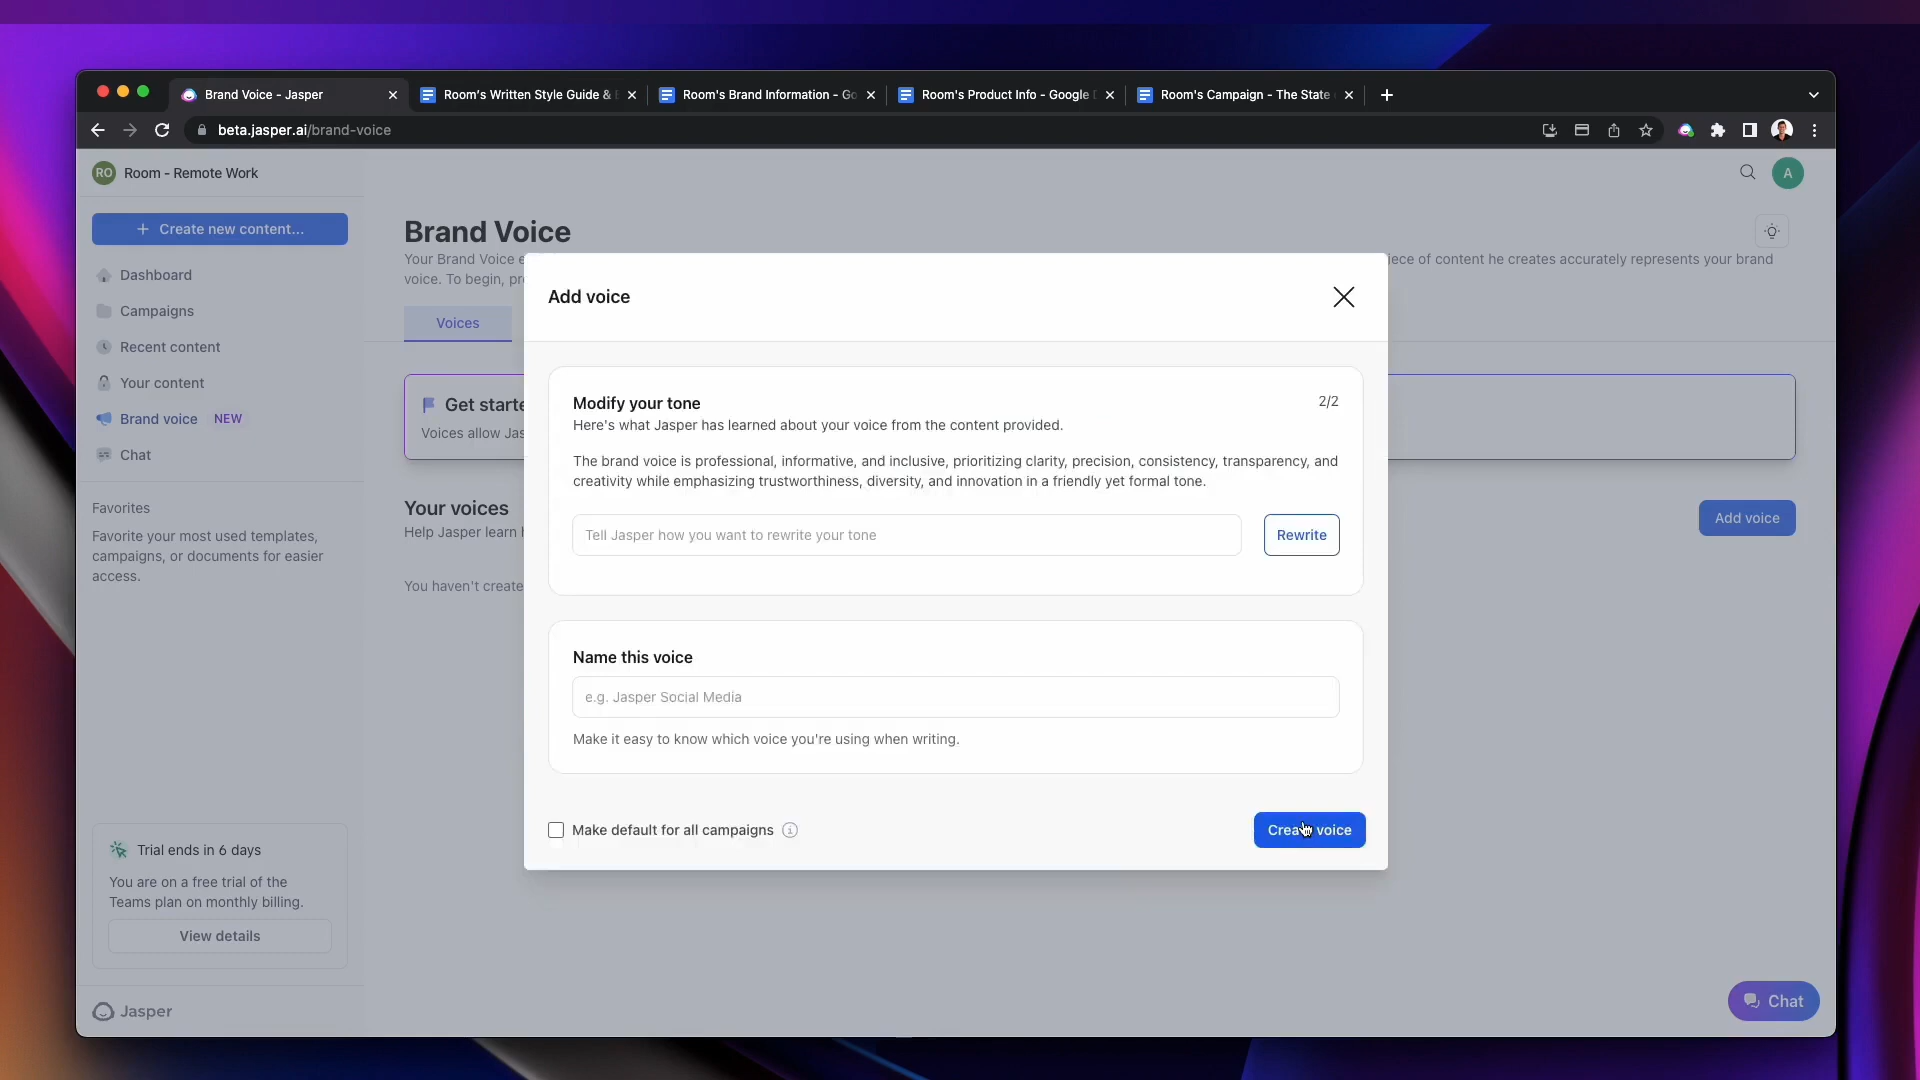 Brand Voice - Jasper
Room's Written Style Guide &
Room's Brand Information - Go
Room's Product Info - Google
Room's Campaign - The State
beta.jasper.ai/brand-voice
RO Room - Remote Work
A
+ Create new content...
Dashboard
Campaigns
Recent content
Your content
Brand voice NEW
Chat
Favorites
Favorite your most used templates,
campaigns, or documents for easier
access.
Trial ends in 6 days
You are on a free trial of the
Teams plan on monthly billing.
View details
Jasper
Brand Voice
Your Brand Voice
iece of content he creates accurately represents your brand
voice. To begin,
Voices
Get starte
Voices allow Jas
Your voices
Help Jasper learn
Add voice
You haven't create
Add voice
Modify your tone
2/2
Here's what Jasper has learned about your voice from the content provided.
The brand voice is professional, informative, and inclusive, prioritizing clarity, precision, consistency, transparency, and
creativity while emphasizing trustworthiness, diversity, and innovation in a friendly yet formal tone.
Tell Jasper how you want to rewrite your tone
Rewrite
Name this voice
e.g. Jasper Social Media
Make it easy to know which voice you're using when writing.
Make default for all campaigns
Create voice
Chat